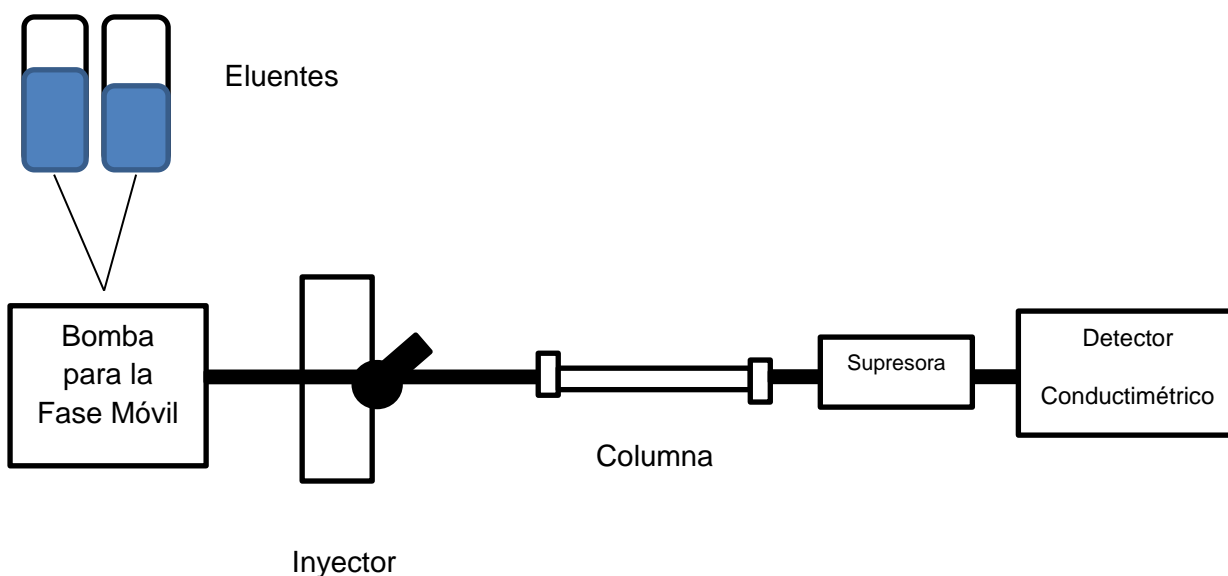 Eluentes
Bomba
para la
Fase Móvil
Inyector
Columna
Supresora
Detector
Conductimétrico